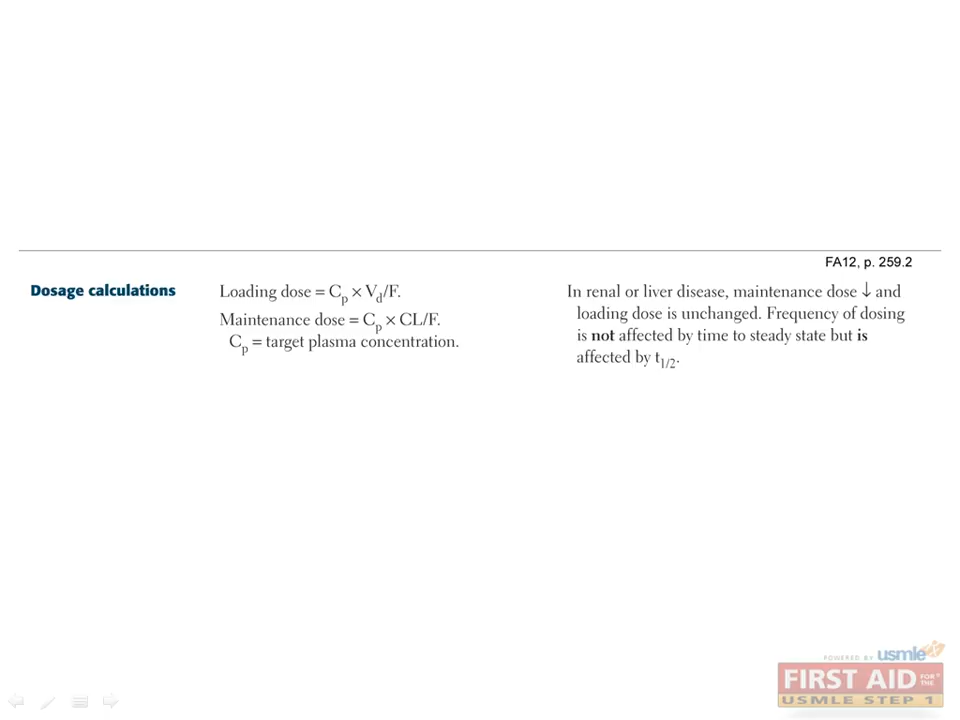 FA12, p. 259.2
Dosage calculations
Loading dose = Cp × Vd/F.
Maintenance dose = Cp × CL/F.
Cp = target plasma concentration.
In renal or liver disease, maintenance dose ↓ and
loading dose is unchanged. Frequency of dosing
is not affected by time to steady state but is
affected by t1/2.
POWERED BY usmle
FIRST AID FOR THE
USMLE STEP 1